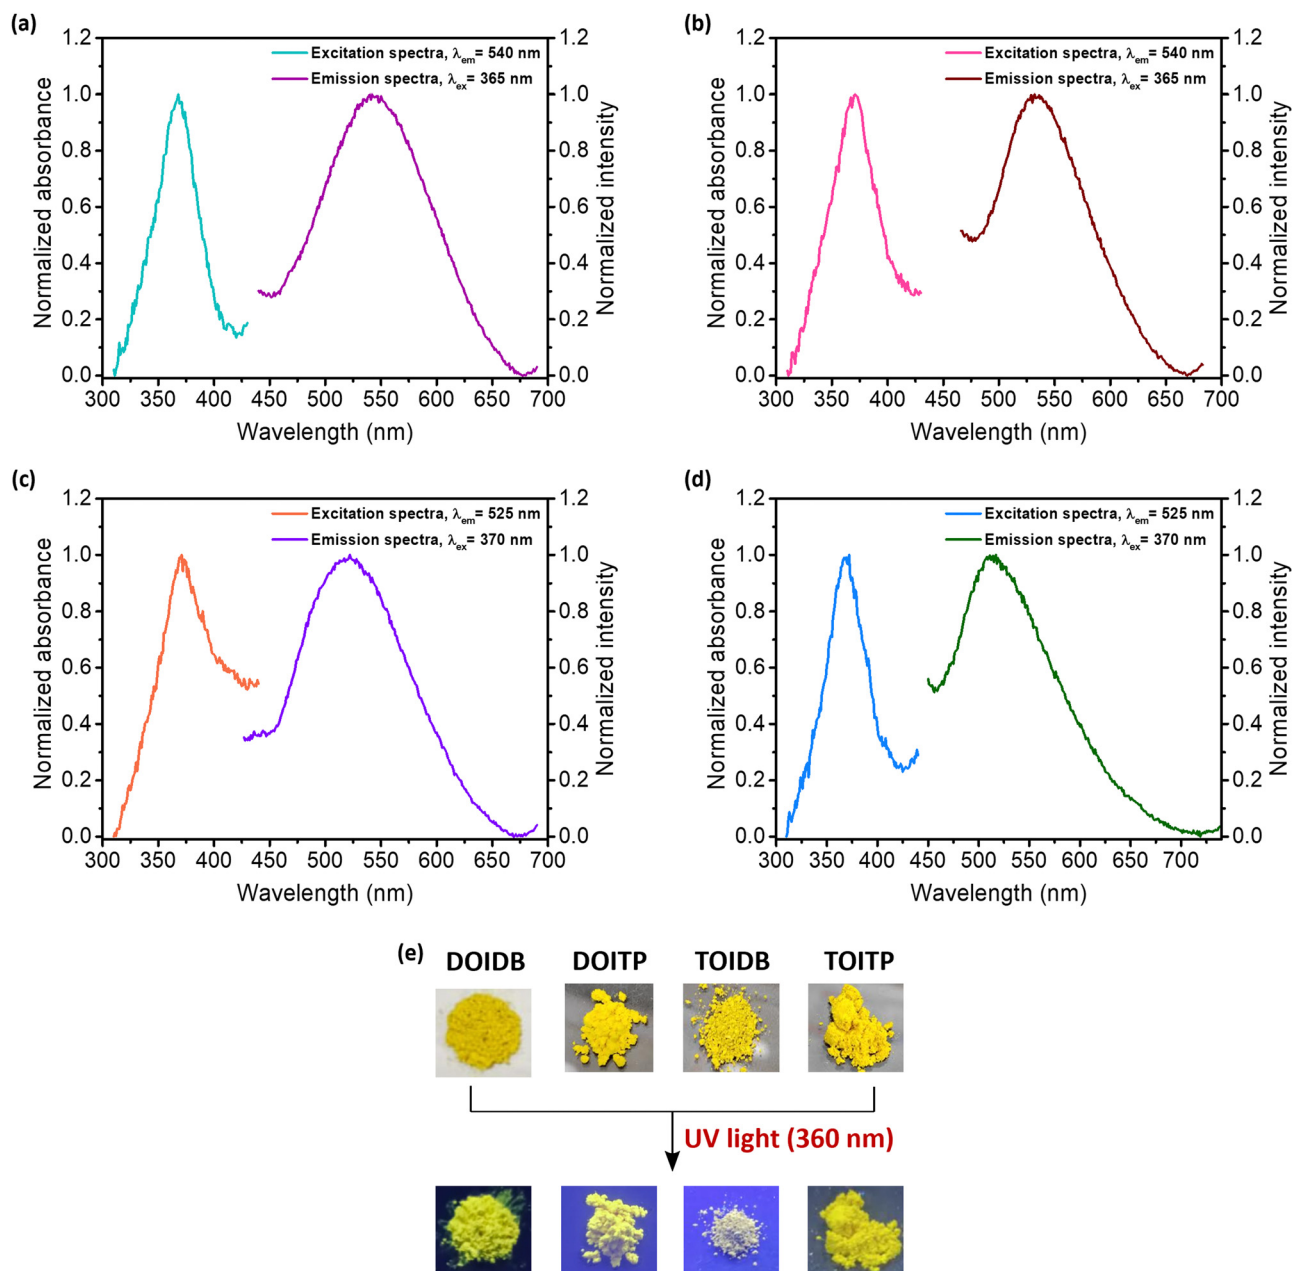 (a)
Excitation spectra, λem= 540 nm
Emission spectra, λex= 365 nm
Normalized absorbance
Normalized intensity
1.2
1.0
0.8
0.6
0.4
0.2
0.0
1.2
1.0
0.8
0.6
0.4
0.2
0.0
300 350 400 450 500 550 600 650 700
Wavelength (nm)
(b)
Excitation spectra, λem= 540 nm
Emission spectra, λex= 365 nm
Normalized absorbance
Normalized intensity
1.2
1.0
0.8
0.6
0.4
0.2
0.0
1.2
1.0
0.8
0.6
0.4
0.2
0.0
300 350 400 450 500 550 600 650 700
Wavelength (nm)
(c)
Excitation spectra, λem= 525 nm
Emission spectra, λex= 370 nm
Normalized absorbance
Normalized intensity
1.2
1.0
0.8
0.6
0.4
0.2
0.0
1.2
1.0
0.8
0.6
0.4
0.2
0.0
300 350 400 450 500 550 600 650 700
Wavelength (nm)
(d)
Excitation spectra, λem= 525 nm
Emission spectra, λex= 370 nm
Normalized absorbance
Normalized intensity
1.2
1.0
0.8
0.6
0.4
0.2
0.0
1.2
1.0
0.8
0.6
0.4
0.2
0.0
300 350 400 450 500 550 600 650 700
Wavelength (nm)
(e)
DOIDB DOITP TOIDB TOITP
UV light (360 nm)